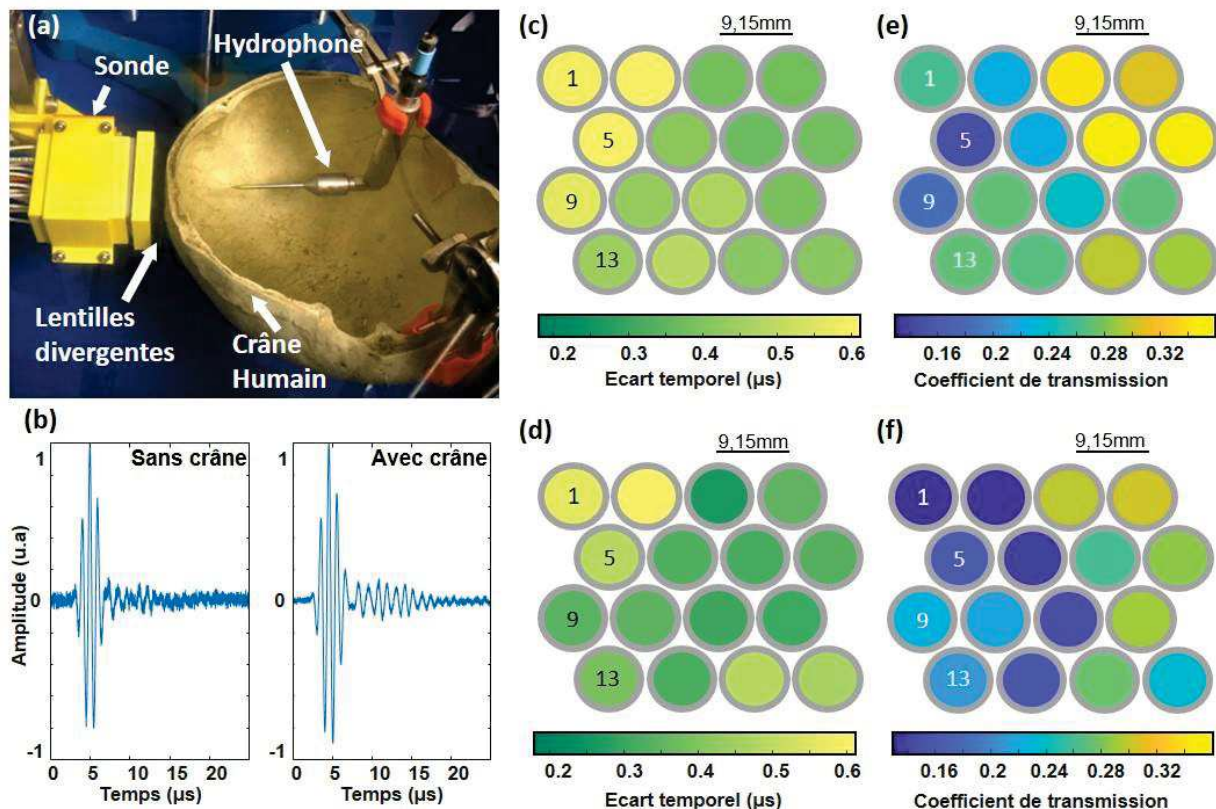 (a)
Hydrophone
Sonde
Lentilles
divergentes
Crâne
Humain
(b)
Sans crâne
Avec crâne
Amplitude (u.a)
1
0
-1
0 5 10 15 20
Temps (µs)
1
0
-1
0 5 10 15 20
Temps (µs)
(c)
9,15mm
1
5
9
13
0.2 0.3 0.4 0.5 0.6
Ecart temporel (µs)
(d)
9,15mm
1
5
9
13
0.2 0.3 0.4 0.5 0.6
Ecart temporel (µs)
(e)
9,15mm
1
5
9
13
0.16 0.2 0.24 0.28 0.32
Coefficient de transmission
(f)
9,15mm
1
5
9
13
0.16 0.2 0.24 0.28 0.32
Coefficient de transmission